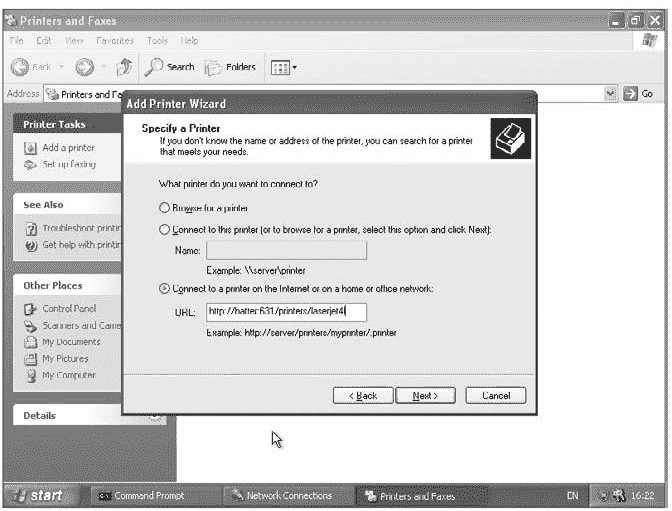 Printers and Faxes
File Edit View Favorites Tools Help
Back Search Folders
Address Printers and Fa Go
Printer Tasks
Add a printer
Set up faxing
See Also
Troubleshoot printin
Get help with printin
Other Places
Control Panel
Scanners and Came
My Documents
My Pictures
My Computer
Details
Add Printer Wizard
Specify a Printer
If you don't know the name or address of the printer, you can search for a printer
that meets your needs.
What printer do you want to connect to?
Browse for a printer
Connect to this printer (or to browse for a printer, select this option and click Next):
Name:
Example: \\server\printer
Connect to a printer on the Internet or on a home or office network:
URL: http://hatter:631/printers/laserjet4l
Example: http://server/printers/myprinter/.printer
< Back Next > Cancel
start Command Prompt Network Connections Printers and Faxes EN 16:22